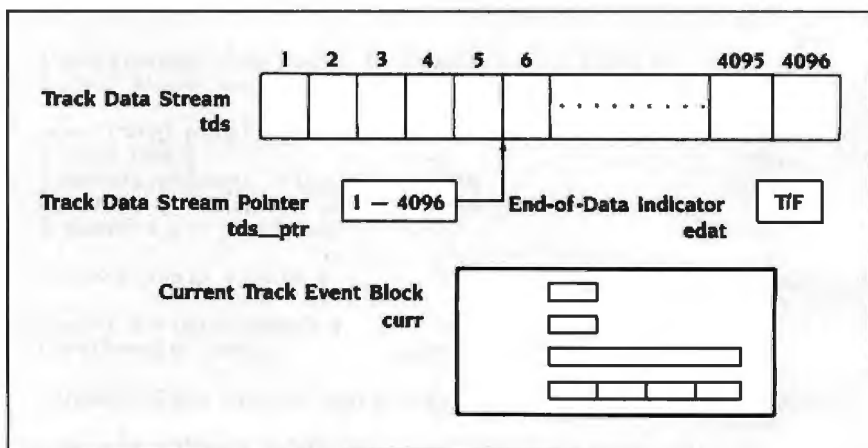 1 2 3 4 5 6 4095 4096
Track Data Stream
tds
Track Data Stream Pointer 1 — 4096 End-of-Data Indicator T/F
tds__ptr edat
Current Track Event Block
curr